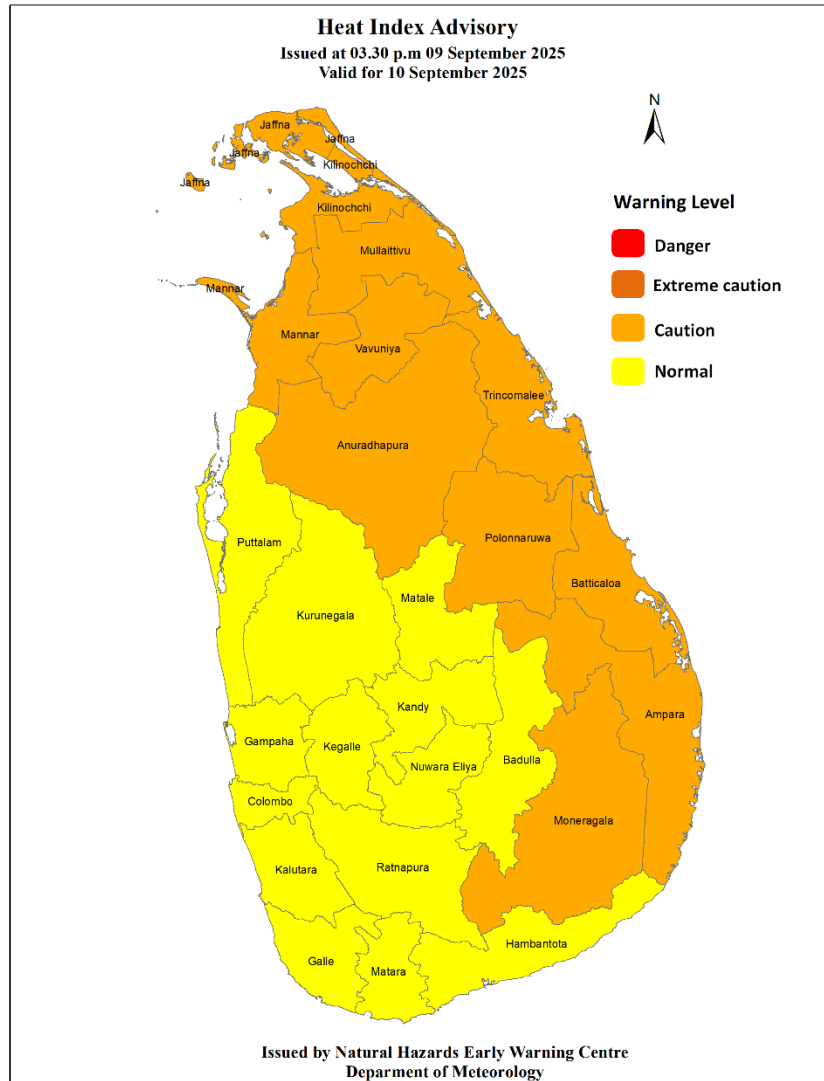 Heat Index Advisory
Issued at 03.30 p.m 09 September 2025
Valid for 10 September 2025
N
Jaffna
Jaffna
Jaffna
Kilinochchi
Jaffna
Kilinochchi
Warning Level
Danger
Mullaittivu
Extreme caution
Mannar
Caution
Mannar
Vavuniya
Normal
Trincomalee
Anuradhapura
Polonnaruwa
Puttalam
Batticaloa
Matale
Kurunegala
Kandy
Ampara
Gampaha
Kegalle
Nuwara Eliya
Badulla
Colombo
Moneragala
Kalutara
Ratnapura
Hambantota
Galle
Matara
Issued by Natural Hazards Early Warning Centre
Deparment of Meteorology